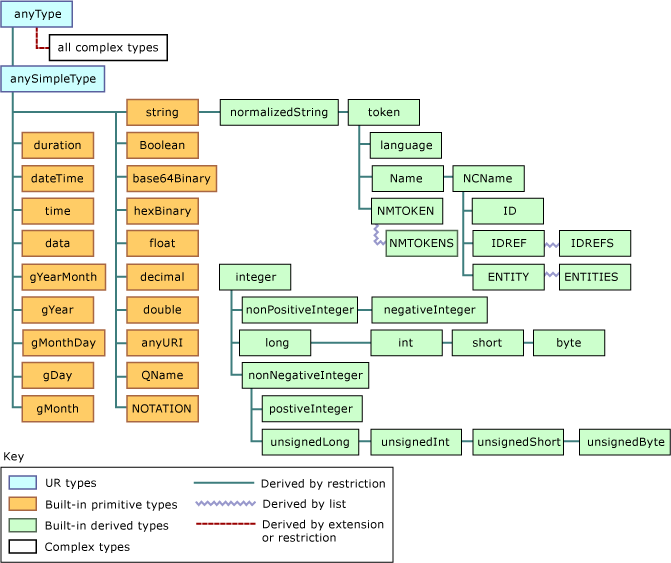 anyType
all complex types
anySimpleType
string normalizedString token
duration Boolean language
dateTime base64Binary Name NCName
time hexBinary NMTOKEN ID
data float NMTOKENS IDREF IDREFS
gYearMonth decimal integer ENTITY ENTITIES
gYear double nonPositiveInteger negativeInteger
gMonthDay anyURI long int short byte
gDay QName nonNegativeInteger
gMonth NOTATION postiveInteger
unsignedLong unsignedInt unsignedShort unsignedByte
Key
UR types Derived by restriction
Built-in primitive types Derived by list
Built-in derived types Derived by extension
or restriction
Complex types